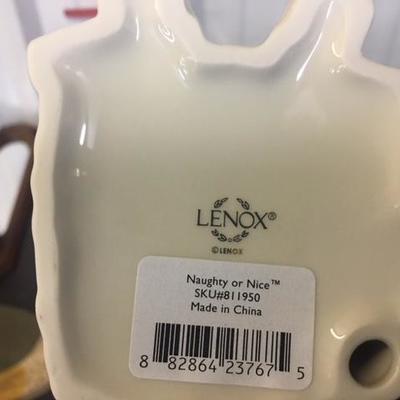 LENOX®
© LENOX
Naughty or Nice™
SKU#811950
Made in China
8 82864 23767 5